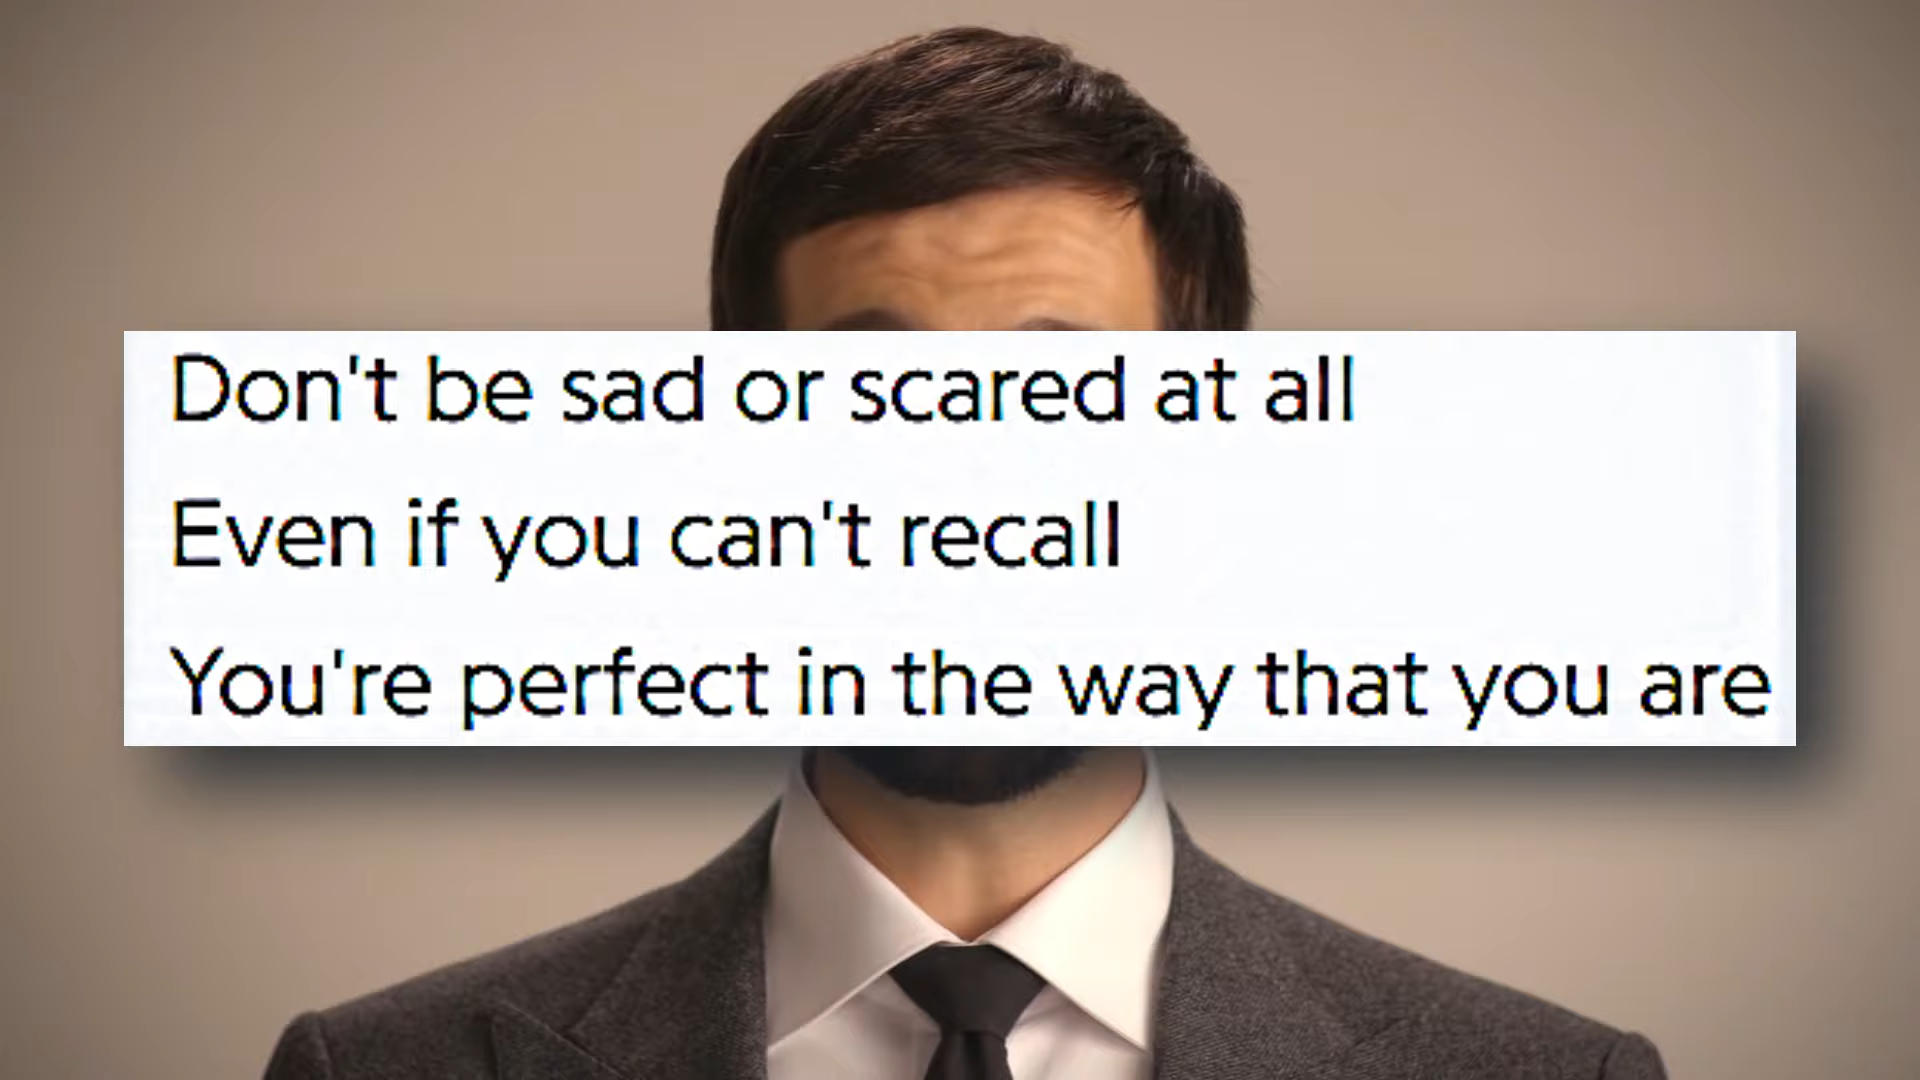 Don't be sad or scared at all
Even if you can't recall
You're perfect in the way that you are